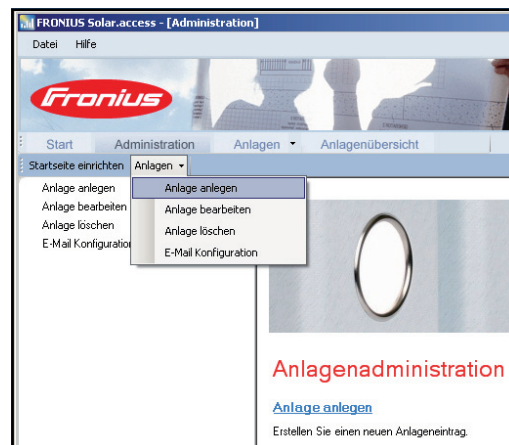 FRONIUS Solar.access - [Administration]
Datei Hilfe
Fronius
Start Administration Anlagen Anlagenübersicht
Startseite einrichten Anlagen
Anlage anlegen
Anlage bearbeiten
Anlage löschen
E-Mail Konfiguration
Anlage anlegen
Anlage bearbeiten
Anlage löschen
E-Mail Konfiguration
Anlagenadministration
Anlage anlegen
Erstellen Sie einen neuen Anlageneintrag.